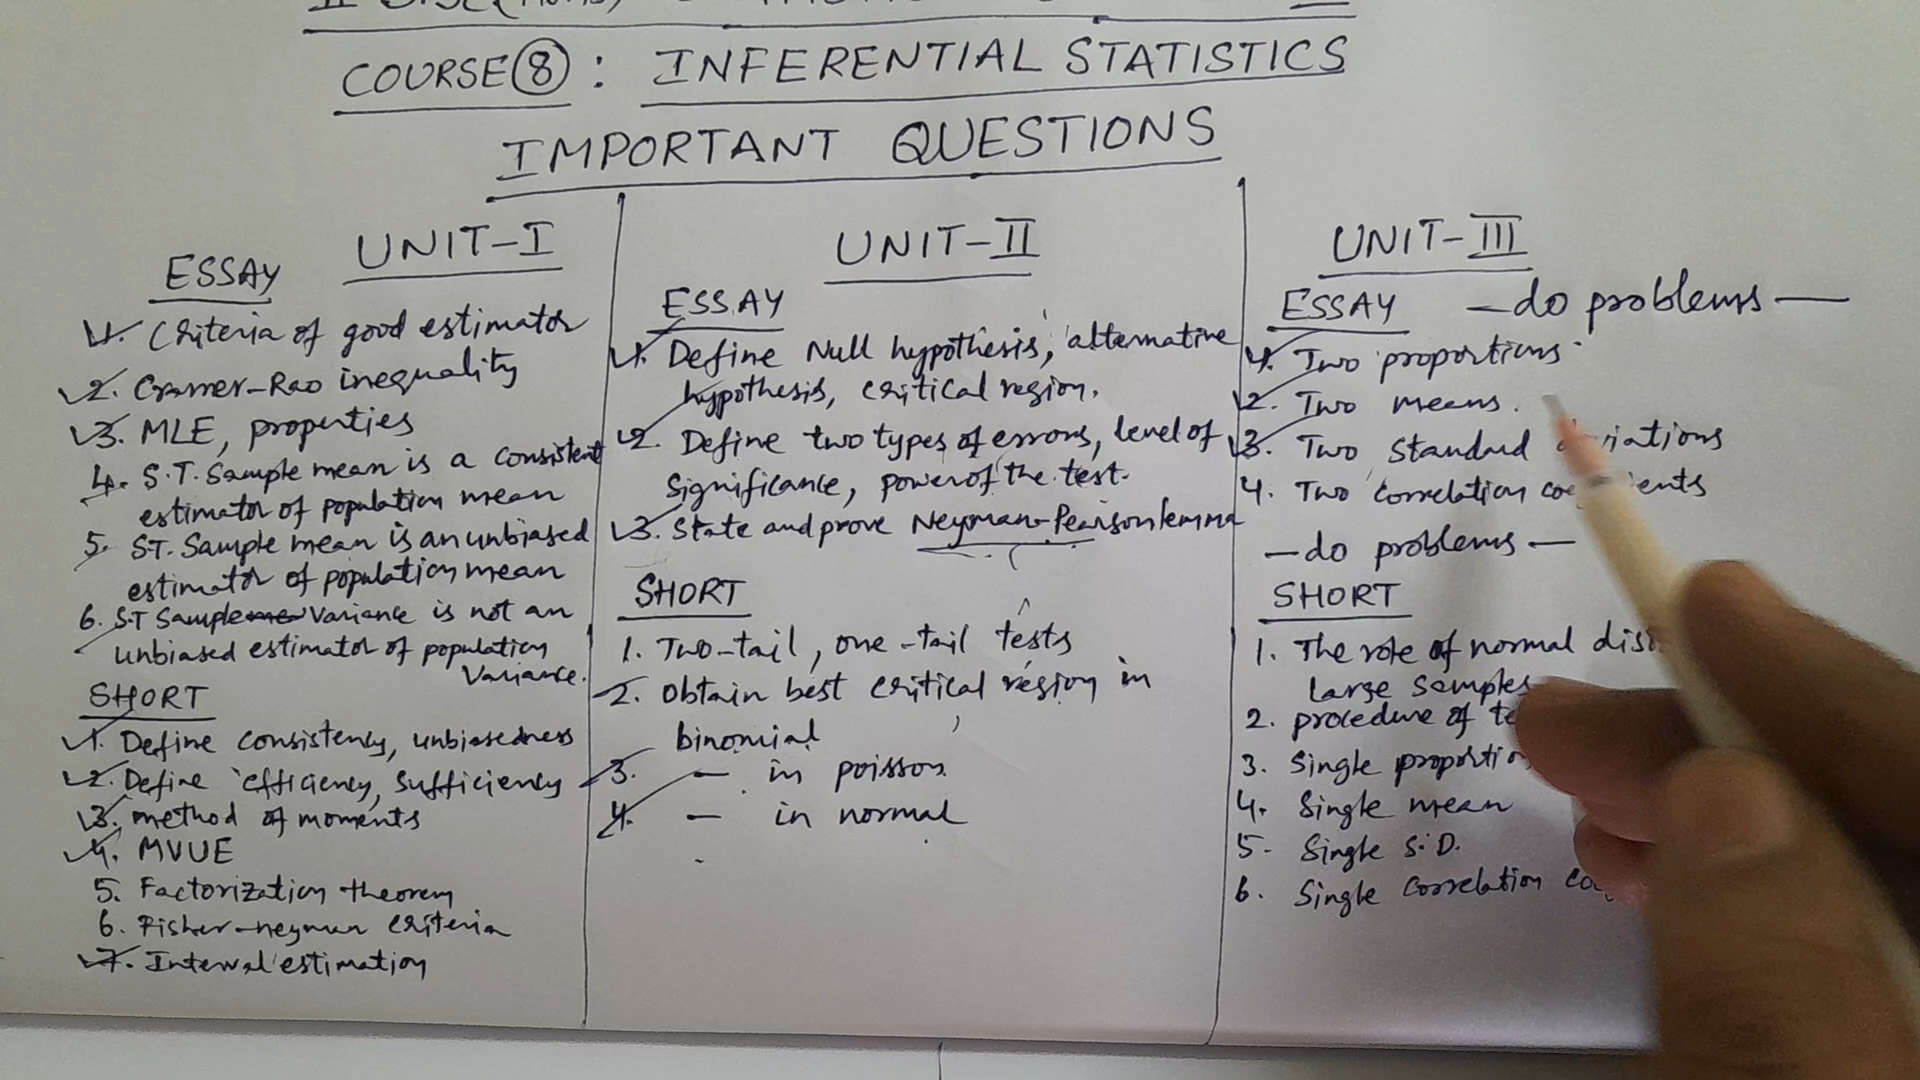 COURSE 8 : INFERENTIAL STATISTICS
IMPORTANT QUESTIONS
UNIT-I
ESSAY
1. Criteria of good estimator
2. Cramer-Rao inequality
3. MLE, properties
4. S.T. Sample mean is a consistent
estimator of population mean
5. S.T. Sample mean is an unbiased
estimator of population mean
6. S.T Sample Variance is not an
unbiased estimator of population
Variance.
SHORT
1. Define consistency, unbiasedness
2. Define efficiency, sufficiency
3. method of moments
4. MVUE
5. Factorization theorem
6. Fisher-neyman criteria
7. Interval estimation
UNIT-II
ESSAY
1. Define Null hypothesis, alternative
hypothesis, critical region.
2. Define two types of errors, level of
significance, power of the test.
3. State and prove Neyman-Pearson lemma
SHORT
1. Two-tail, one-tail tests
2. Obtain best critical region in
binomial
3. — in poisson
4. — in normal
UNIT-III
ESSAY — do problems —
1. Two proportions
2. Two means.
3. Two Standard
4. Two correlation
— do problems —
SHORT
1. The role of normal
large samples
2. procedure of
3. Single
4. Single mean
5. Single S.D.
6. Single correlation